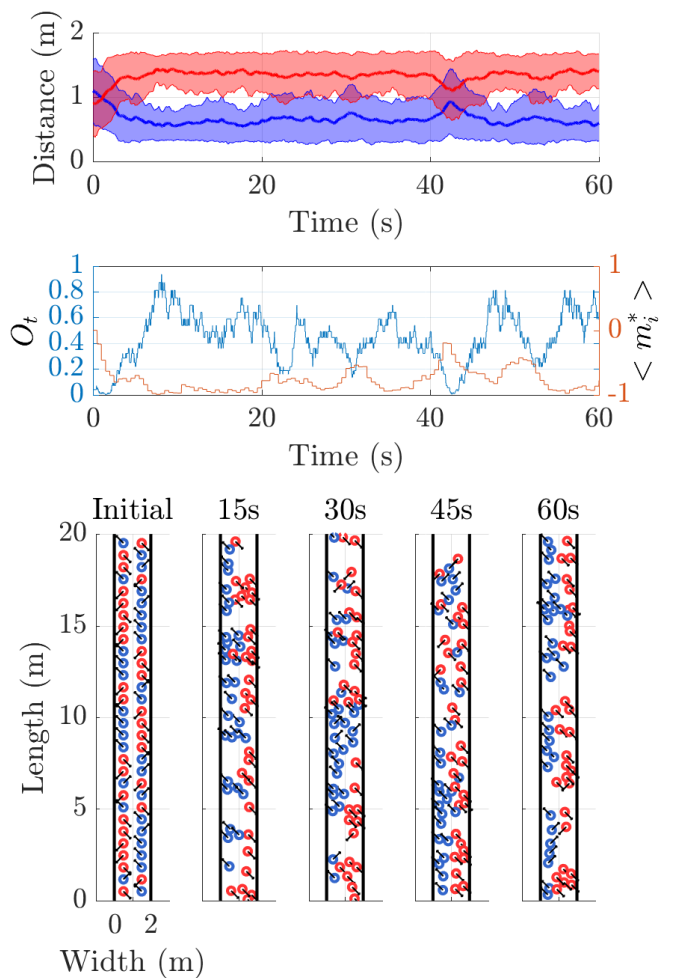 2
1
0
Distance (m)
0 20 40 60
Time (s)
1 1
0.8
0.6 0
0.4
0.2
0 -1
O_t
< m_i^* >
0 20 40 60
Time (s)
Initial 15s 30s 45s 60s
20
15
10
5
0
Length (m)
0 2
Width (m)